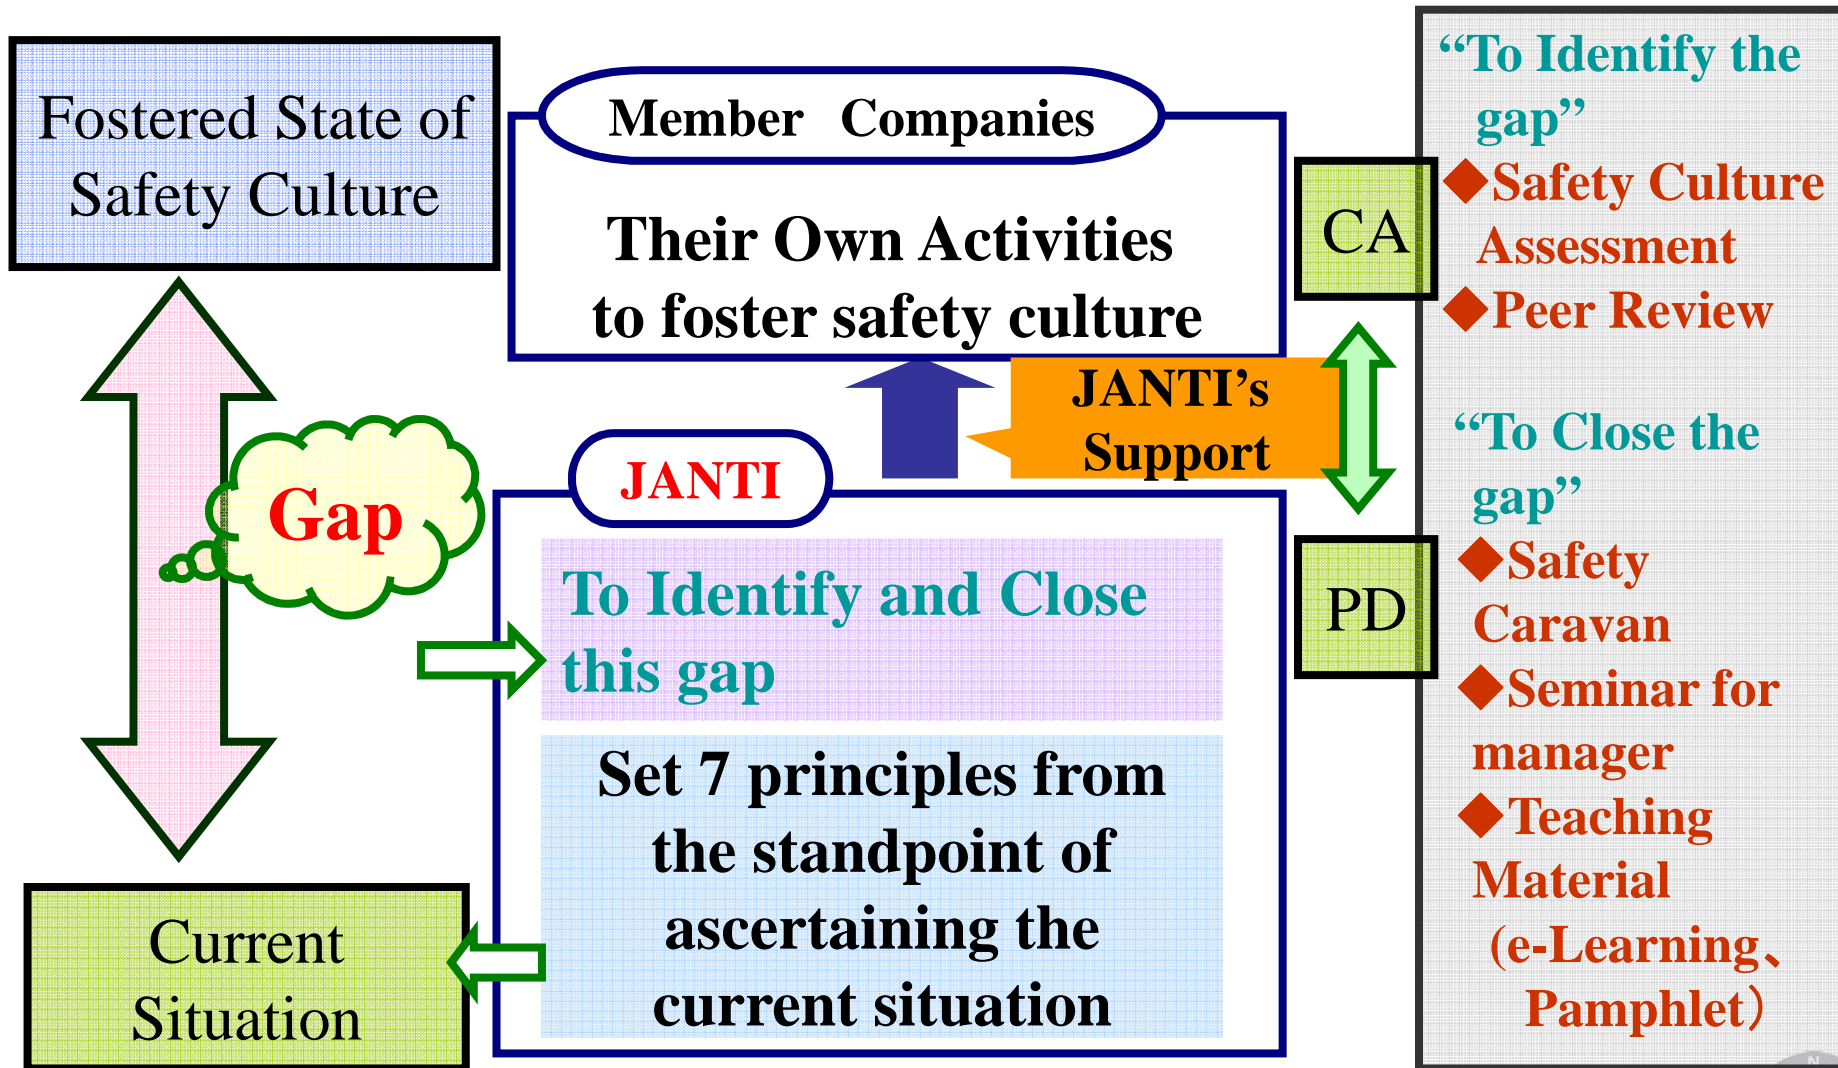 Fostered State of
Safety Culture
Member Companies
Their Own Activities
to foster safety culture
JANTI's
Support
Gap
JANTI
To Identify and Close
this gap
Set 7 principles from
the standpoint of
ascertaining the
current situation
Current
Situation
CA
PD
“To Identify the
gap”
◆Safety Culture
Assessment
◆Peer Review
“To Close the
gap”
◆Safety
Caravan
◆Seminar for
manager
◆Teaching
Material
(e-Learning、
Pamphlet）
N